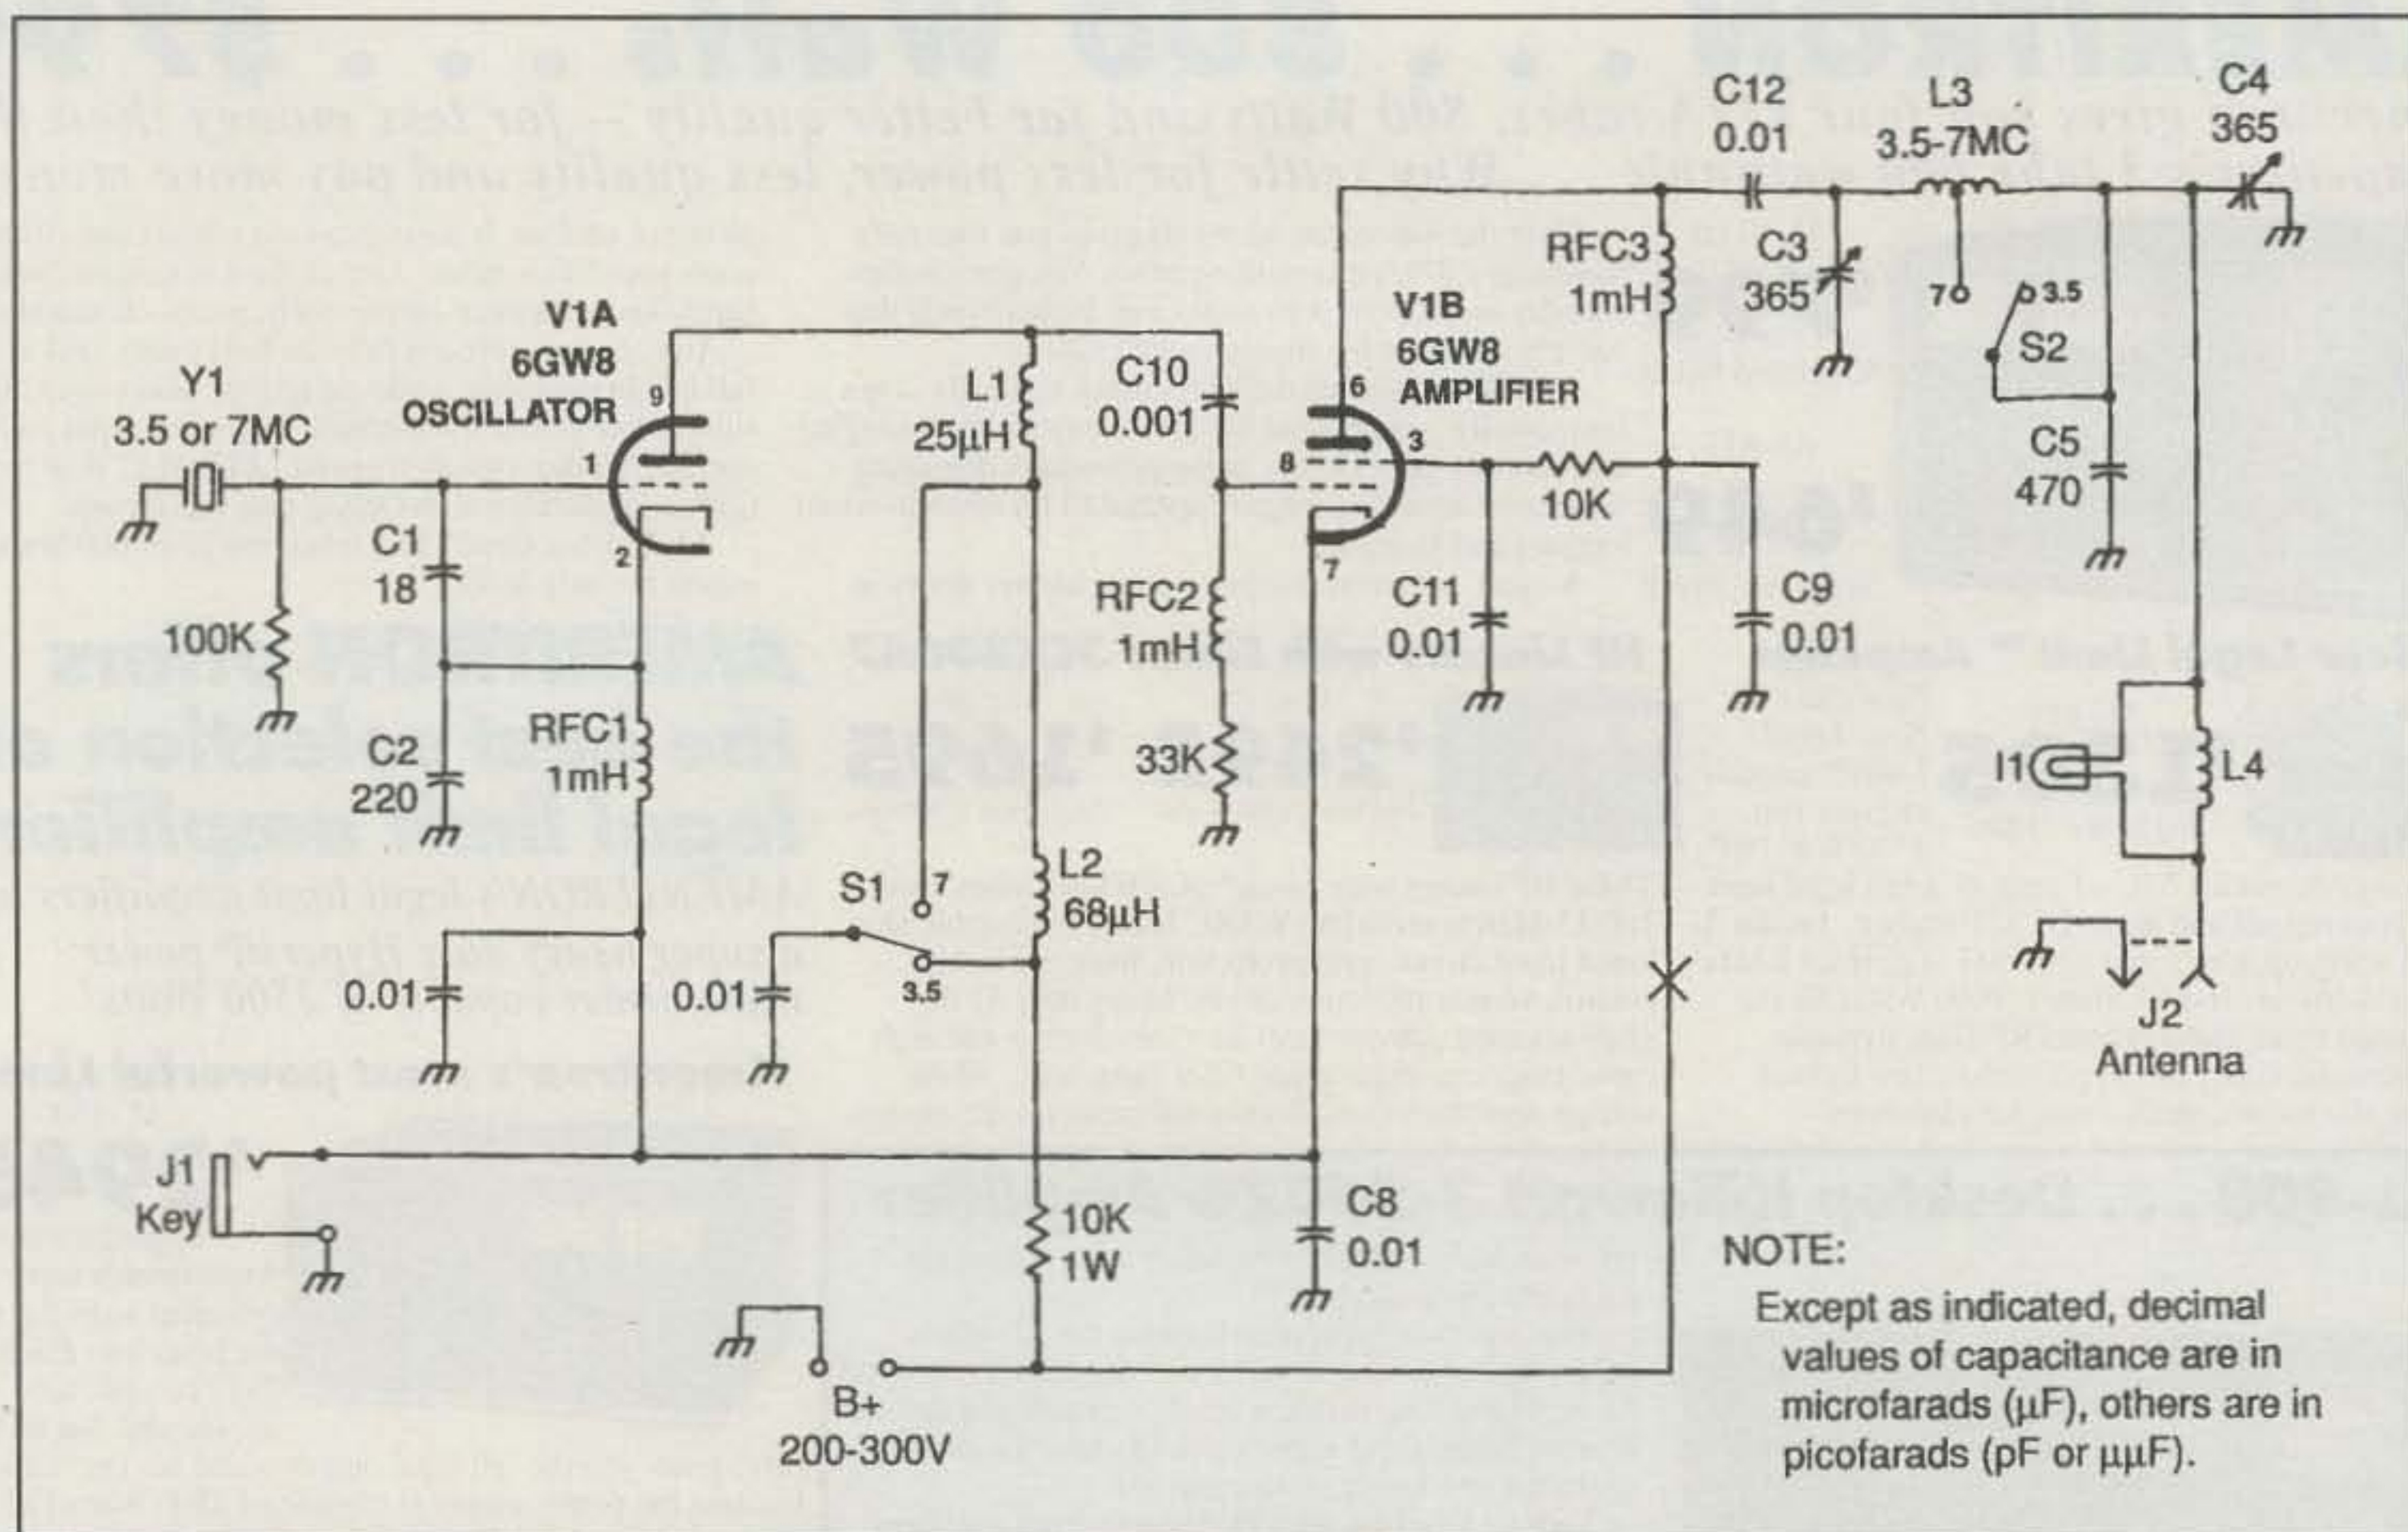 C12
0.01
L3
3.5-7MC
C4
365
RFC3
1mH
C3
365
7
3.5
S2
V1A
6GW8
OSCILLATOR
9
1
2
Y1
3.5 or 7MC
L1
25µH
C10
0.001
V1B
6GW8
AMPLIFIER
6
8
3
7
10K
C5
470
C1
18
100K
C2
220
RFC1
1mH
RFC2
1mH
33K
C11
0.01
C9
0.01
I1
L4
S1
7
3.5
L2
68µH
0.01
0.01
J2
Antenna
J1
Key
10K
1W
C8
0.01
B+
200-300V
NOTE:
Except as indicated, decimal
values of capacitance are in
microfarads (µF), others are in
picofarads (pF or µµF).